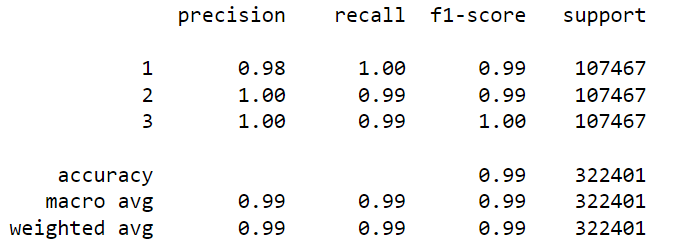 precision recall f1-score support
1 0.98 1.00 0.99 107467
2 1.00 0.99 0.99 107467
3 1.00 0.99 1.00 107467
accuracy 0.99 322401
macro avg 0.99 0.99 0.99 322401
weighted avg 0.99 0.99 0.99 322401